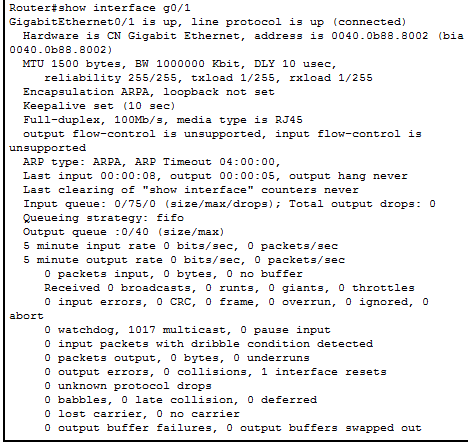 Router#show interface g0/1
GigabitEthernet0/1 is up, line protocol is up (connected)
Hardware is CN Gigabit Ethernet, address is 0040.0b88.8002 (bia
0040.0b88.8002)
MTU 1500 bytes, BW 1000000 Kbit, DLY 10 usec,
reliability 255/255, txload 1/255, rxload 1/255
Encapsulation ARPA, loopback not set
Keepalive set (10 sec)
Full-duplex, 100Mb/s, media type is RJ45
output flow-control is unsupported, input flow-control is
unsupported
ARP type: ARPA, ARP Timeout 04:00:00,
Last input 00:00:08, output 00:00:05, output hang never
Last clearing of "show interface" counters never
Input queue: 0/75/0 (size/max/drops); Total output drops: 0
Queueing strategy: fifo
Output queue :0/40 (size/max)
5 minute input rate 0 bits/sec, 0 packets/sec
5 minute output rate 0 bits/sec, 0 packets/sec
0 packets input, 0 bytes, 0 no buffer
Received 0 broadcasts, 0 runts, 0 giants, 0 throttles
0 input errors, 0 CRC, 0 frame, 0 overrun, 0 ignored, 0
abort
0 watchdog, 1017 multicast, 0 pause input
0 input packets with dribble condition detected
0 packets output, 0 bytes, 0 underruns
0 output errors, 0 collisions, 1 interface resets
0 unknown protocol drops
0 babbles, 0 late collision, 0 deferred
0 lost carrier, 0 no carrier
0 output buffer failures, 0 output buffers swapped out